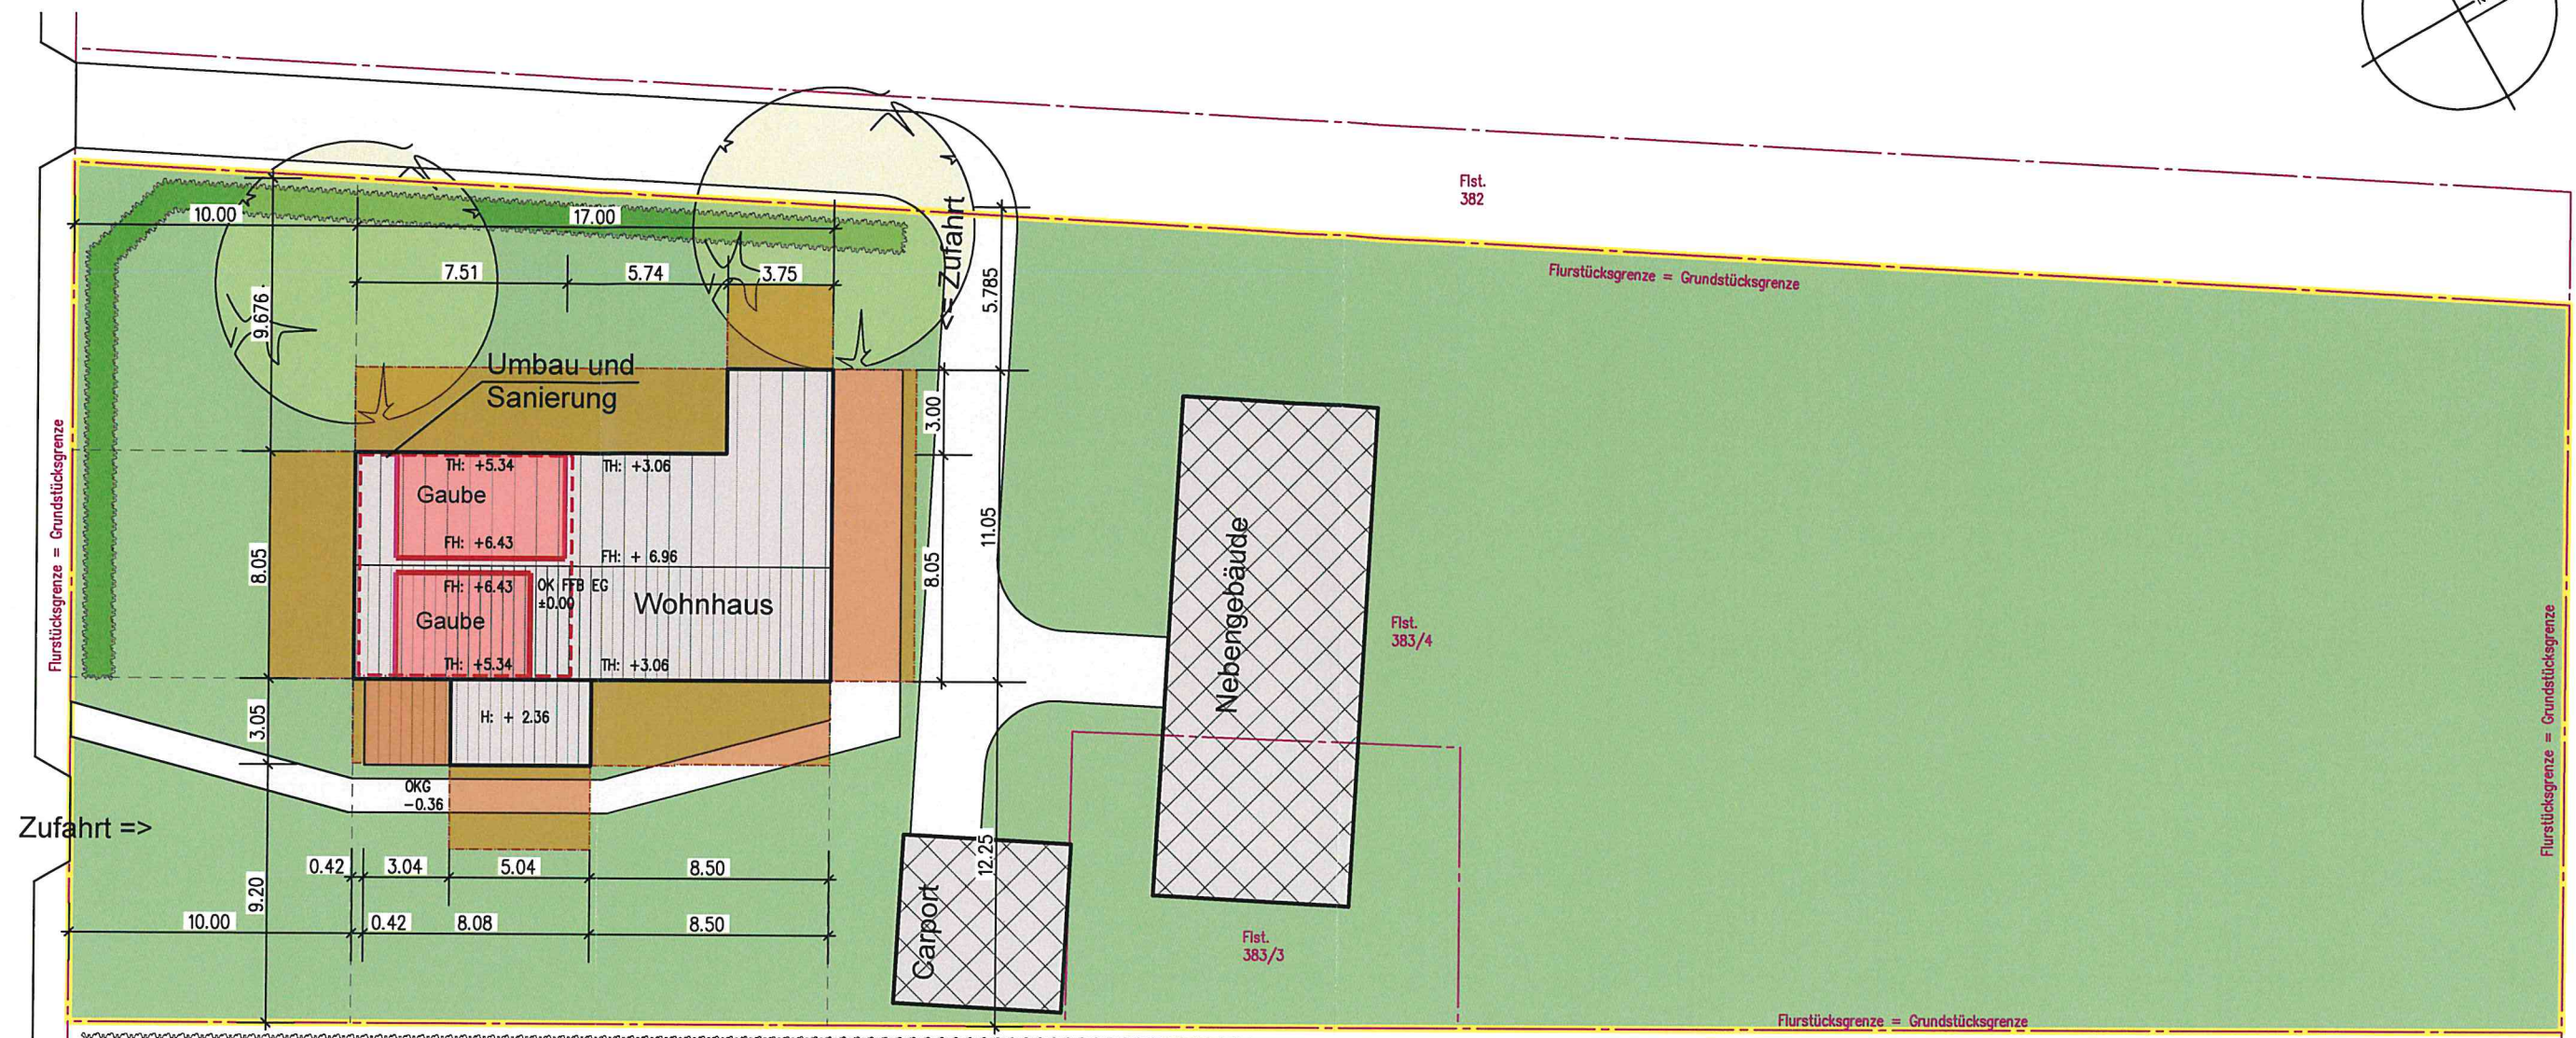 Flst.
382
10.00
17.00
<= Zufahrt
7.51
5.74
3.75
5.785
Flurstücksgrenze = Grundstücksgrenze
9.676
Umbau und
Sanierung
3.00
TH: +5.34
TH: +3.06
Gaube
FH: +6.43
FH: + 6.96
FH: +6.43
OK FFB EG
±0.00
Gaube
Wohnhaus
TH: +5.34
TH: +3.06
8.05
8.05
11.05
Nebengebäude
Flst.
383/4
Flurstücksgrenze = Grundstücksgrenze
Flurstücksgrenze = Grundstücksgrenze
3.05
H: + 2.36
OKG
-0.36
Zufahrt =>
0.42
3.04
5.04
8.50
12.25
9.20
10.00
0.42
8.08
8.50
Carport
Flst.
383/3
Flurstücksgrenze = Grundstücksgrenze